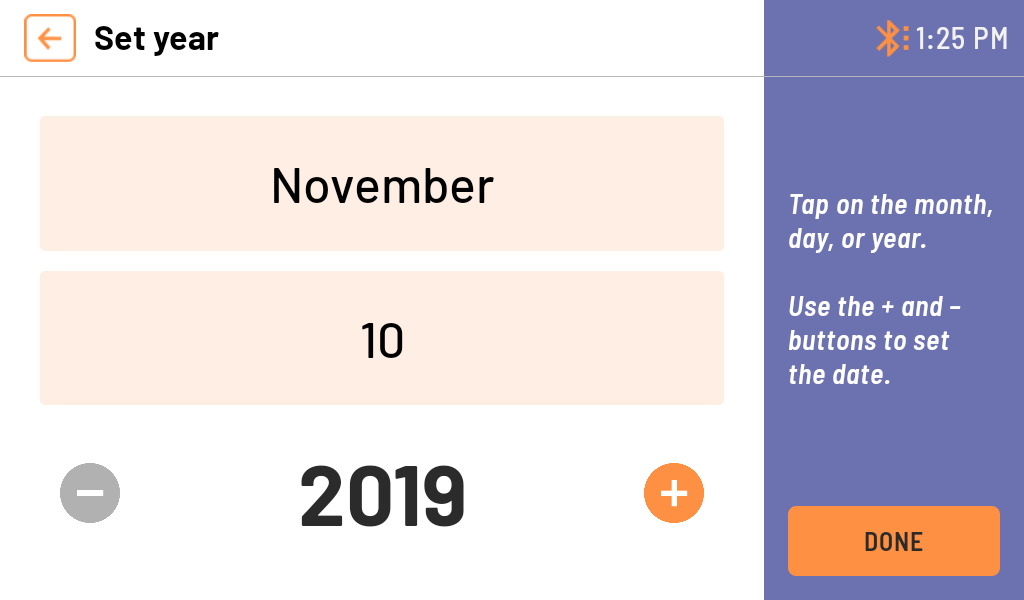 Set year
1:25 PM
November
10
2019
Tap on the month,
day, or year.
Use the + and –
buttons to set
the date.
DONE